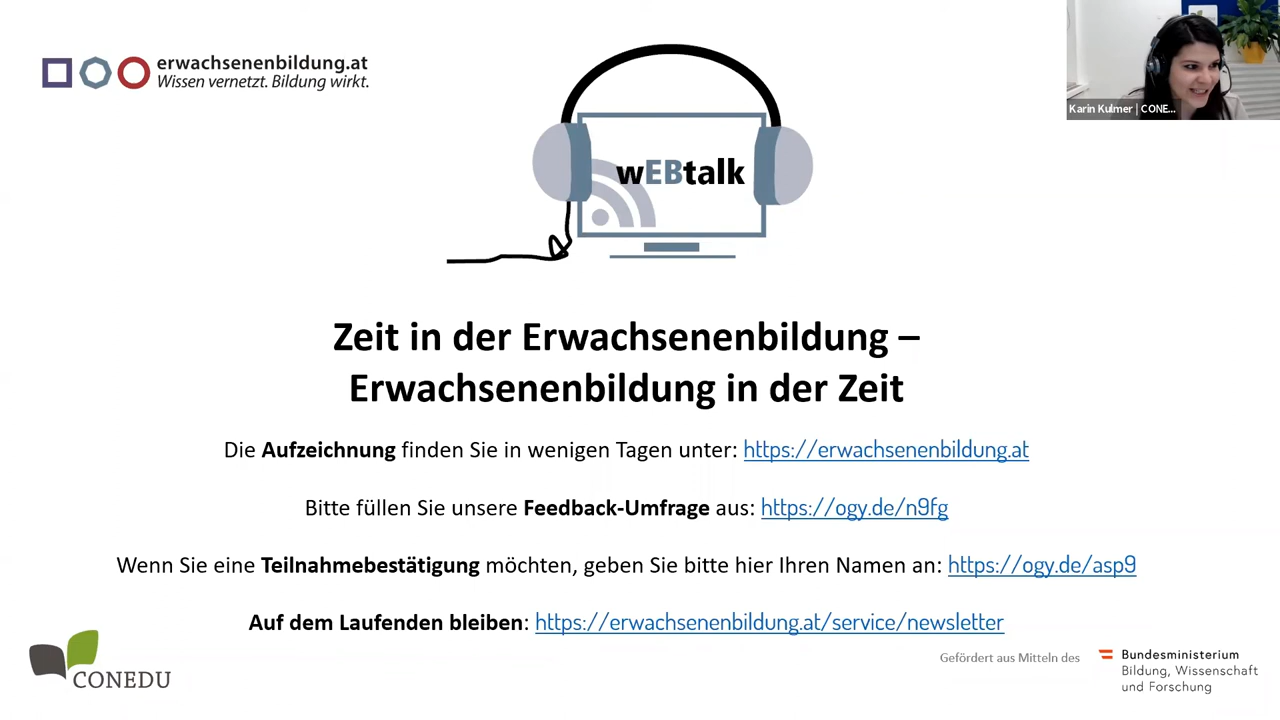 erwachsenenbildung.at
Wissen vernetzt. Bildung wirkt.
Karin Kulmer | CONE...
wEBtalk
Zeit in der Erwachsenenbildung –
Erwachsenenbildung in der Zeit
Die Aufzeichnung finden Sie in wenigen Tagen unter: https://erwachsenenbildung.at
Bitte füllen Sie unsere Feedback-Umfrage aus: https://ogy.de/n9fg
Wenn Sie eine Teilnahmebestätigung möchten, geben Sie bitte hier Ihren Namen an: https://ogy.de/asp9
Auf dem Laufenden bleiben: https://erwachsenenbildung.at/service/newsletter
CONEDU
Gefördert aus Mitteln des
Bundesministerium
Bildung, Wissenschaft
und Forschung